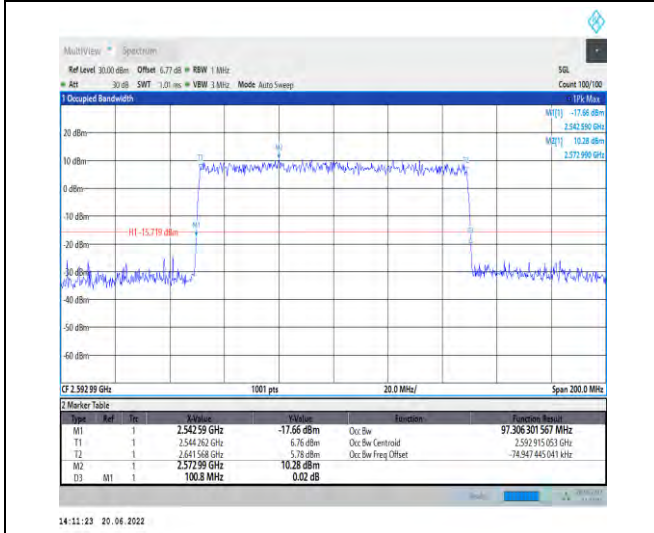 MultiView Spectrum
Ref Level 30.00 dBm Offset 6.77 dB RBW 1 MHz SGL
Att 30 dB SWT 1.01 ms VBW 3 MHz Mode Auto Sweep Count 100/100
1 Occupied Bandwidth 1Pk Max
M1[1] -17.66 dBm
2.542 590 GHz
M2[1] 10.28 dBm
2.572 990 GHz
20 dBm
10 dBm
0 dBm
-10 dBm
H1 -15.719 dBm
-20 dBm
-30 dBm
-40 dBm
-50 dBm
-60 dBm
T1
M2
T2
M1
CF 2.592 99 GHz 1001 pts 20.0 MHz/ Span 200.0 MHz
2 Marker Table
Type Ref Trc X-Value Y-Value Function Function Result
M1 1 2.542 59 GHz -17.66 dBm Occ Bw 97.306 301 567 MHz
T1 1 2.544 262 GHz 6.76 dBm Occ Bw Centroid 2.592 915 053 GHz
T2 1 2.641 568 GHz 5.78 dBm Occ Bw Freq Offset -74.947 445 041 kHz
M2 1 2.572 99 GHz 10.28 dBm
D3 M1 1 100.8 MHz 0.02 dB
14:11:23 20.06.2022